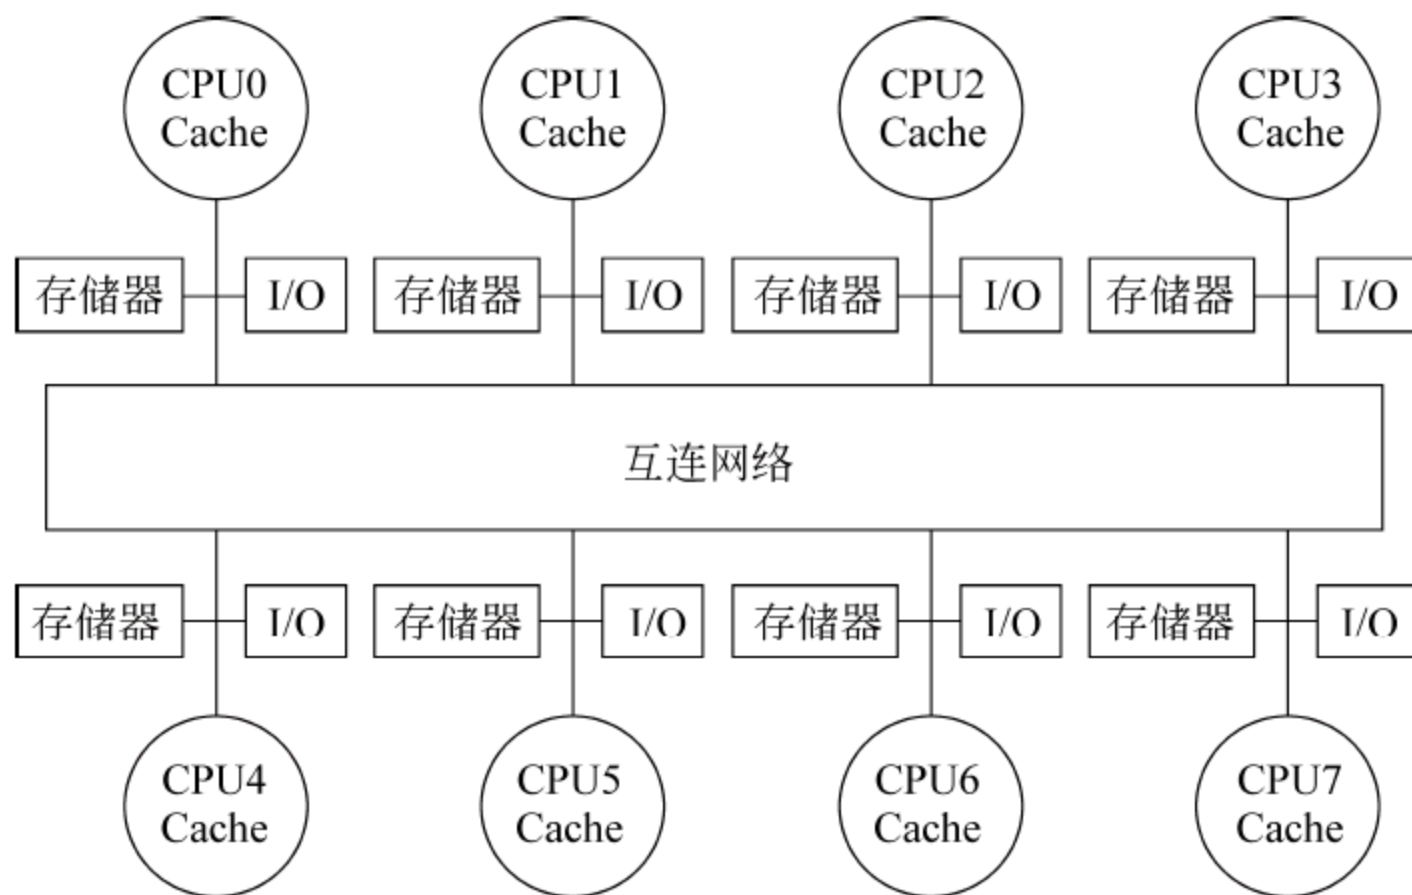 CPU0
Cache
CPU1
Cache
CPU2
Cache
CPU3
Cache
存储器
I/O
存储器
I/O
存储器
I/O
存储器
I/O
互连网络
存储器
I/O
存储器
I/O
存储器
I/O
存储器
I/O
CPU4
Cache
CPU5
Cache
CPU6
Cache
CPU7
Cache